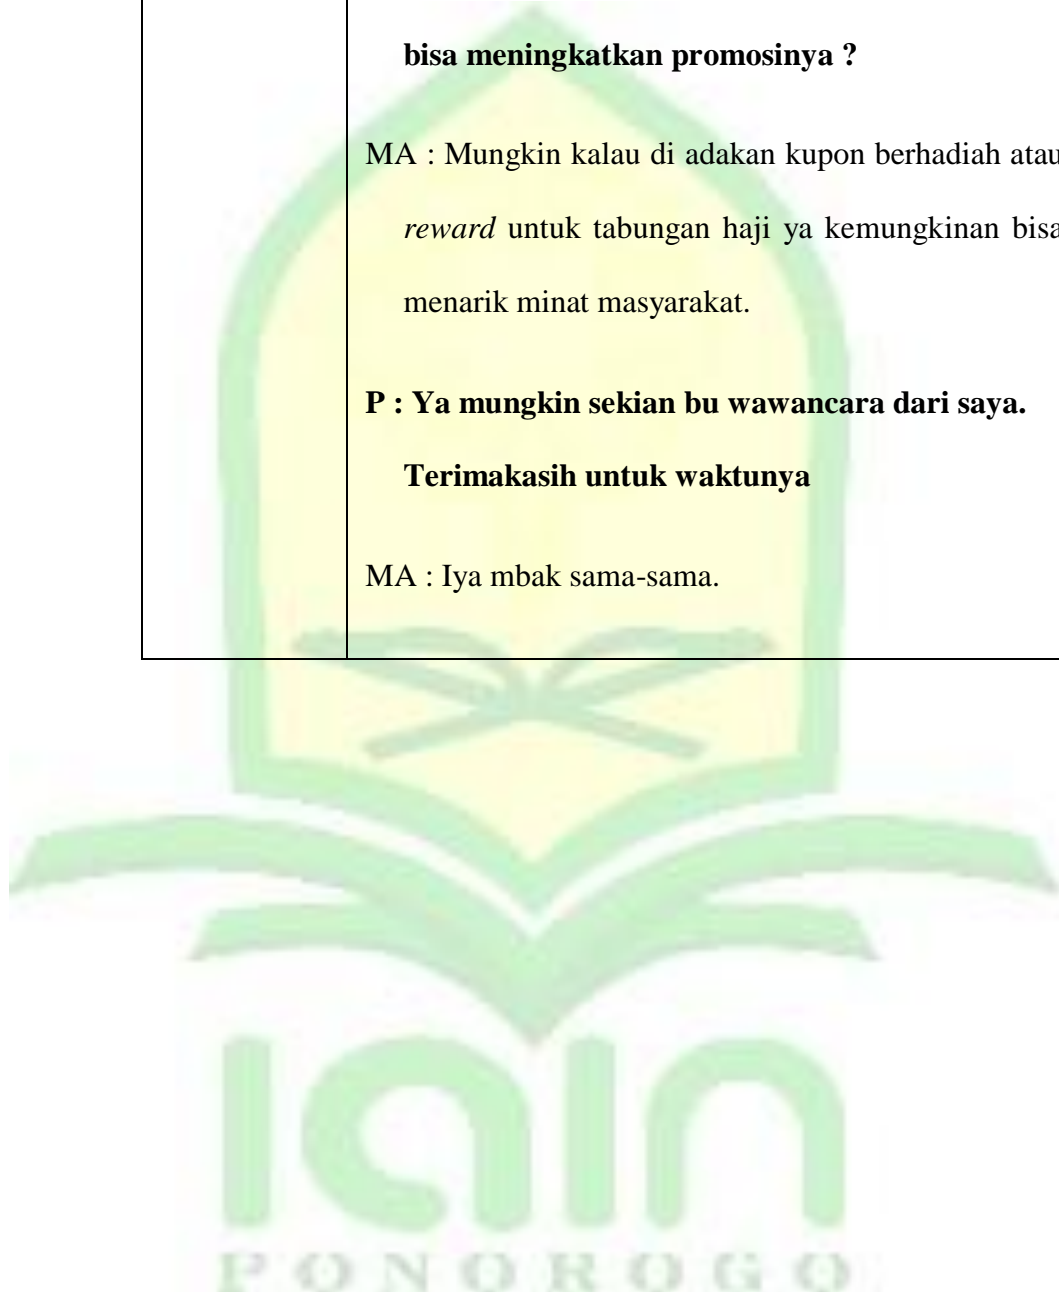 bisa meningkatkan promosinya ?
MA : Mungkin kalau di adakan kupon berhadiah atau
reward untuk tabungan haji ya kemungkinan bisa
menarik minat masyarakat.
P : Ya mungkin sekian bu wawancara dari saya.
Terimakasih untuk waktunya
MA : Iya mbak sama-sama.
iain
PONOROGO